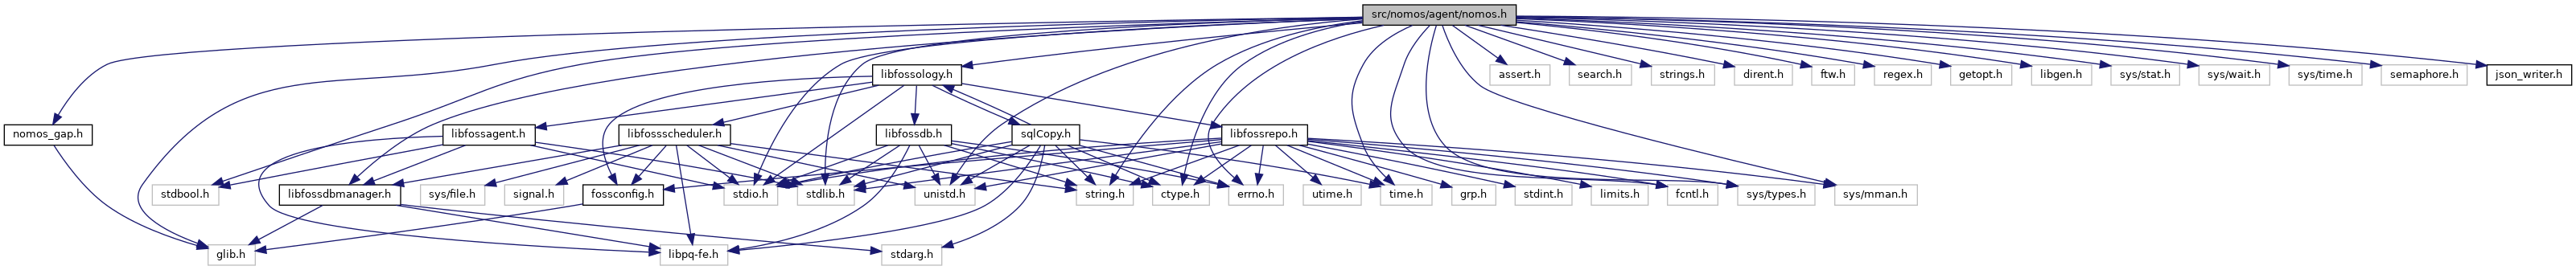 src/nomos/agent/nomos.h
libfossology.h
assert.h
search.h
strings.h
dirent.h
ftw.h
regex.h
getopt.h
libgen.h
sys/stat.h
sys/wait.h
sys/time.h
semaphore.h
json_writer.h
nomos_gap.h
libfossagent.h
libfossscheduler.h
libfossdb.h
sqlCopy.h
libfossrepo.h
stdbool.h
libfossdbmanager.h
sys/file.h
signal.h
fossconfig.h
stdio.h
stdlib.h
unistd.h
string.h
ctype.h
errno.h
utime.h
time.h
grp.h
stdint.h
limits.h
fcntl.h
sys/types.h
sys/mman.h
glib.h
libpq-fe.h
stdarg.h